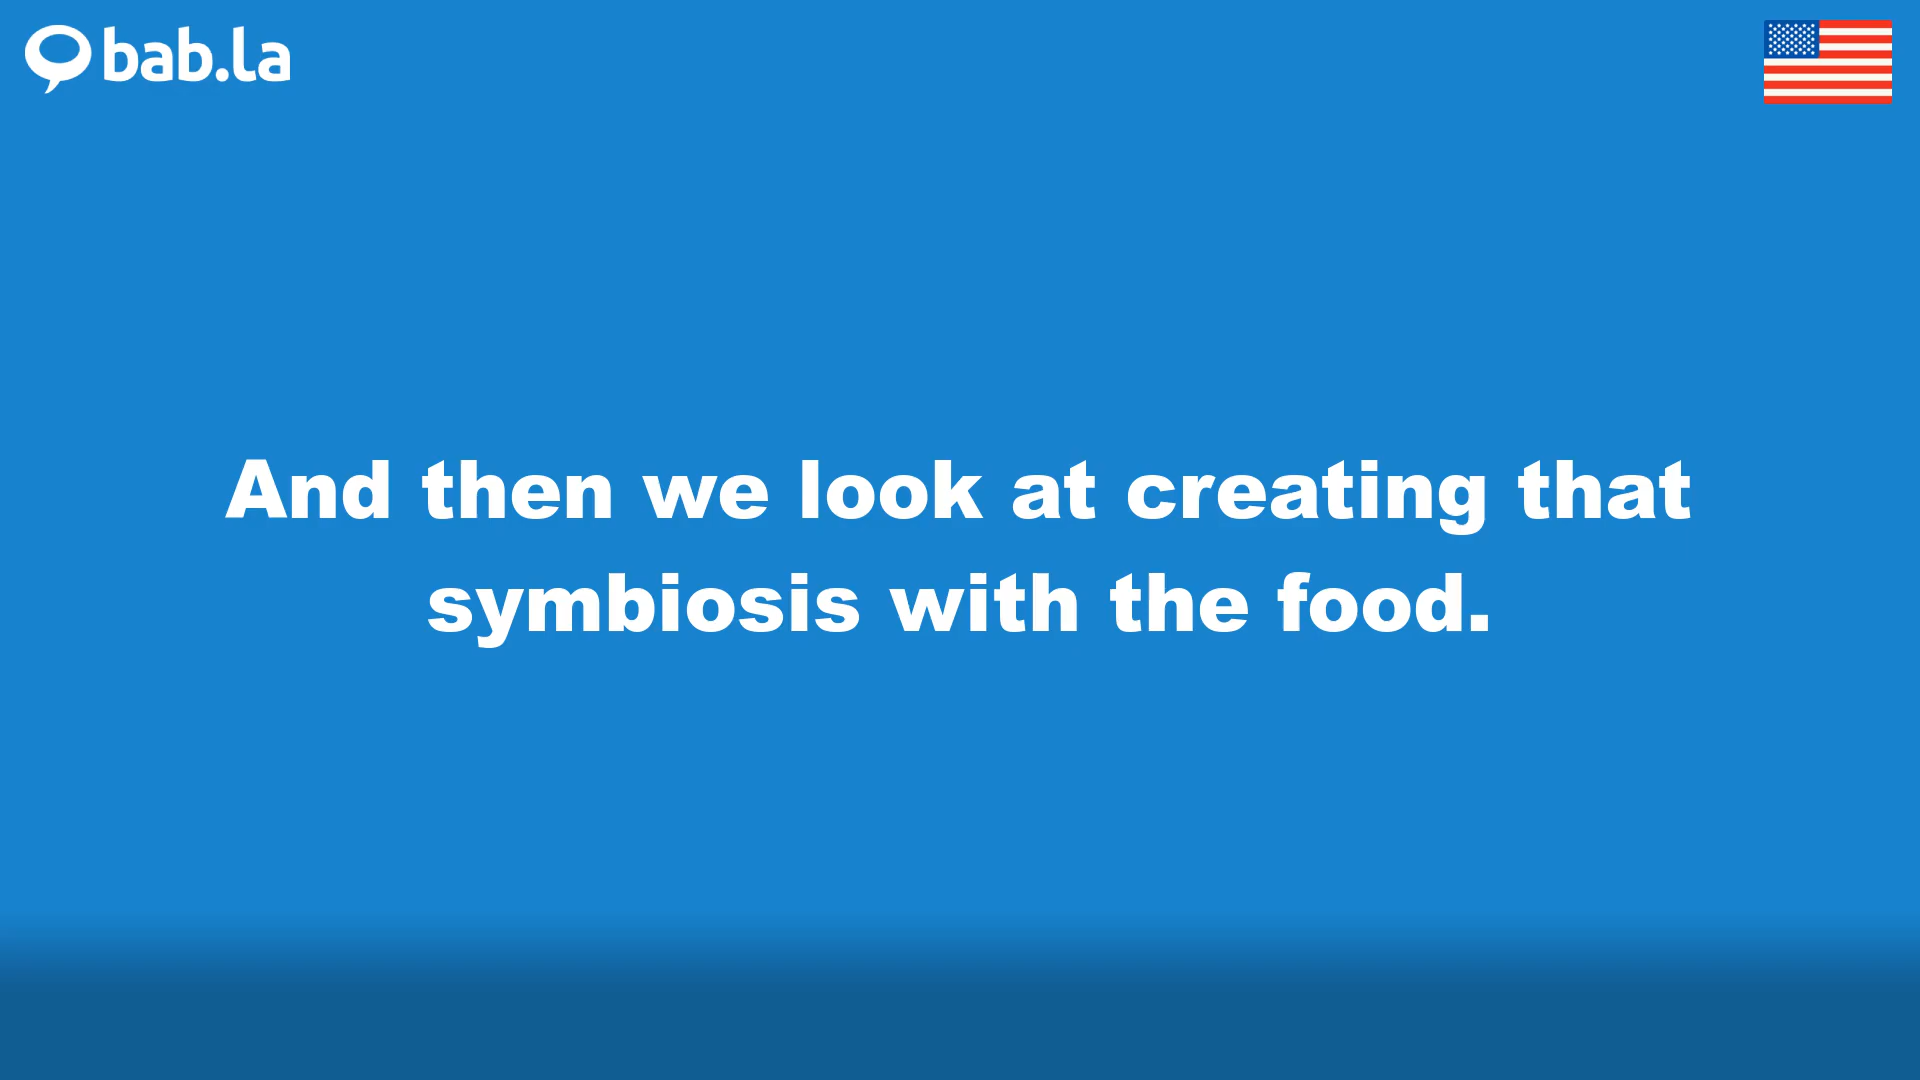 bab.la
And then we look at creating that
symbiosis with the food.